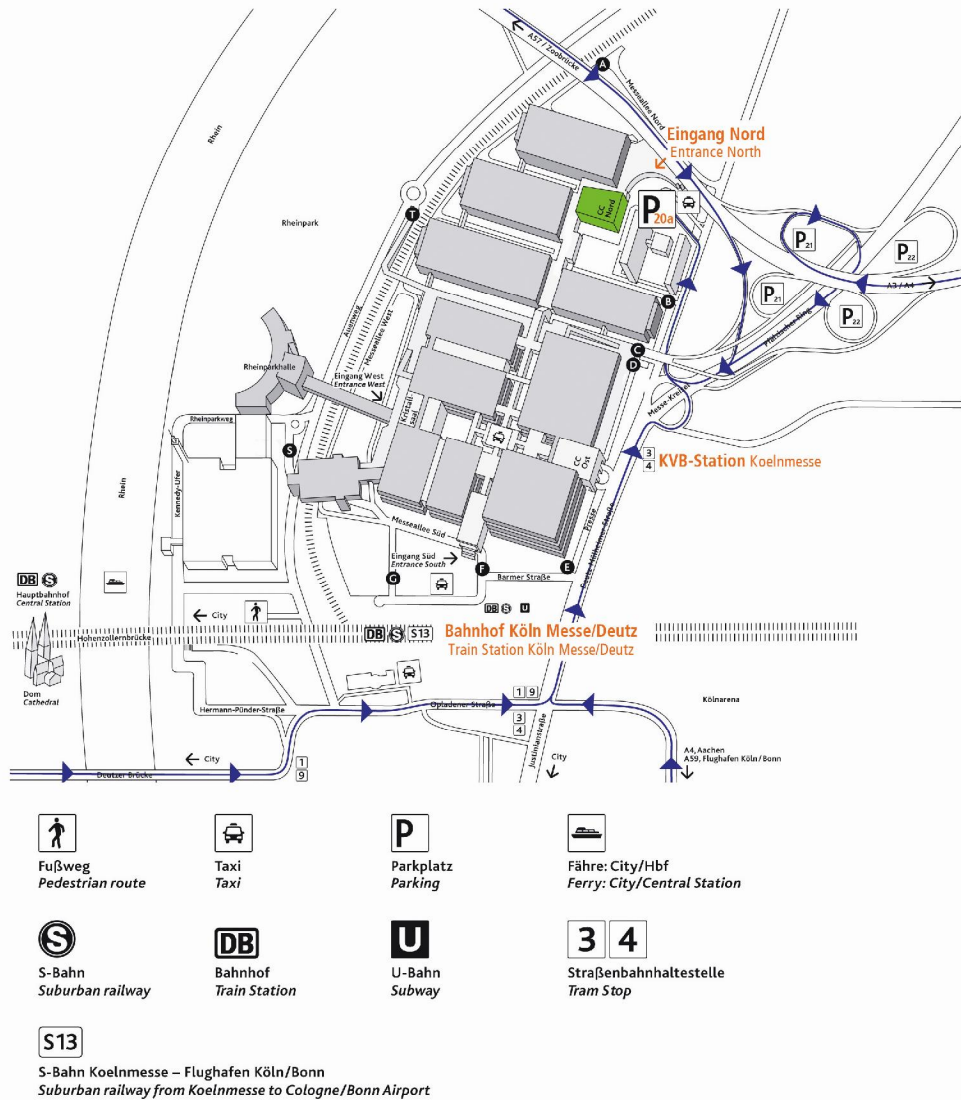 A57 / Zoobrücke
A
Messeallee Nord
Rhein
Eingang Nord
Entrance North
CC
Nord
P
20a
T
Rheinpark
P21
P22
A3 / A4
P21
P22
B
Auenweg
Messeallee West
Pfälzischer Ring
C
D
Rheinparkhalle
Eingang West
Entrance West
Messe-Kreisel
Kristall-
saal
Rheinparkweg
S
CC
Ost
3
4
KVB-Station Koelnmesse
Kennedy-Ufer
Rhein
Messeallee Süd
Deutz-Mülheimer Straße
Eingang Süd
Entrance South
F
E
G
Barmer Straße
DB S
Hauptbahnhof
Central Station
DB S U
City
Hohenzollernbrücke
DB S S13
Bahnhof Köln Messe/Deutz
Train Station Köln Messe/Deutz
Dom
Cathedral
1 9
Kölnarena
Hermann-Pünder-Straße
Opladener Straße
3
4
Justinianstraße
City
City
A4, Aachen
A59, Flughafen Köln/Bonn
Deutzer Brücke
1
9
P
Fußweg
Pedestrian route
Taxi
Taxi
Parkplatz
Parking
Fähre: City/Hbf
Ferry: City/Central Station
S
DB
U
3 4
S-Bahn
Suburban railway
Bahnhof
Train Station
U-Bahn
Subway
Straßenbahnhaltestelle
Tram Stop
S13
S-Bahn Koelnmesse – Flughafen Köln/Bonn
Suburban railway from Koelnmesse to Cologne/Bonn Airport